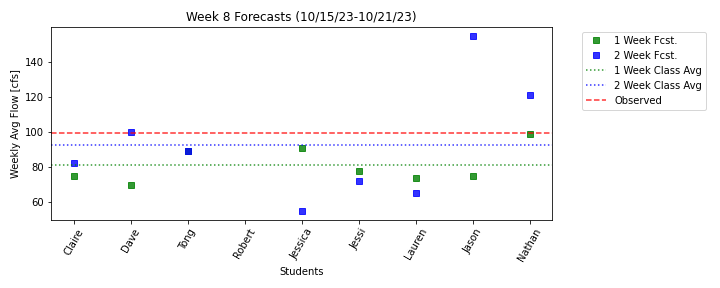 Week 8 Forecasts (10/15/23-10/21/23)
Weekly Avg Flow [cfs]
140
120
100
80
60
Claire
Dave
Tong
Robert
Jessica
Jessi
Lauren
Jason
Nathan
Students
1 Week Fcst.
2 Week Fcst.
1 Week Class Avg
2 Week Class Avg
Observed